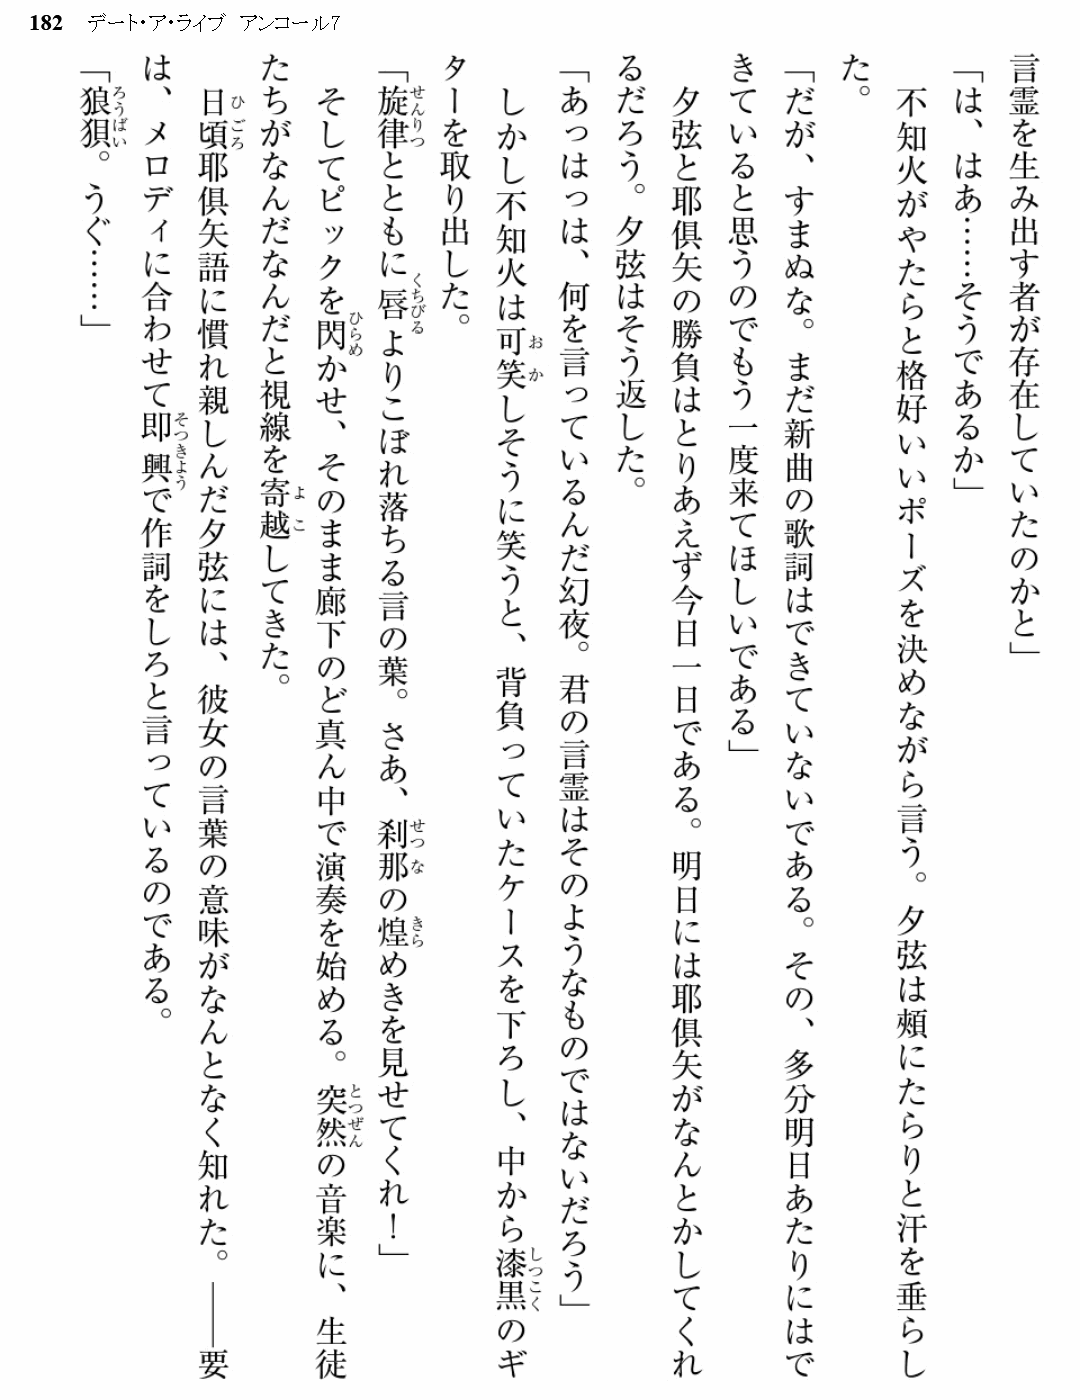 182 デート・ア・ライブ アンコール7
言霊を生み出す者が存在していたのかと」
「は、はあ……そうであるか」
不知火がやたらと格好いいポーズを決めながら言う。夕弦は頰にたらりと汗を垂らし
た。
「だが、すまぬな。まだ新曲の歌詞はできていないである。その、多分明日あたりにはで
きていると思うのでもう一度来てほしいである」
夕弦と耶倶矢の勝負はとりあえず今日一日である。明日には耶倶矢がなんとかしてくれ
るだろう。夕弦はそう返した。
「あっはっは、何を言っているんだ幻夜。君の言霊はそのようなものではないだろう」
しかし不知火は可笑しそうに笑うと、背負っていたケースを下ろし、中から漆黒のギ
ターを取り出した。
「旋律とともに唇よりこぼれ落ちる言の葉。さあ、刹那の煌めきを見せてくれ！」
そしてピックを閃かせ、そのまま廊下のど真ん中で演奏を始める。突然の音楽に、生徒
たちがなんだなんだと視線を寄越してきた。
日頃耶倶矢語に慣れ親しんだ夕弦には、彼女の言葉の意味がなんとなく知れた。――要
は、メロディに合わせて即興で作詞をしろと言っているのである。
「狼狽。うぐ……」